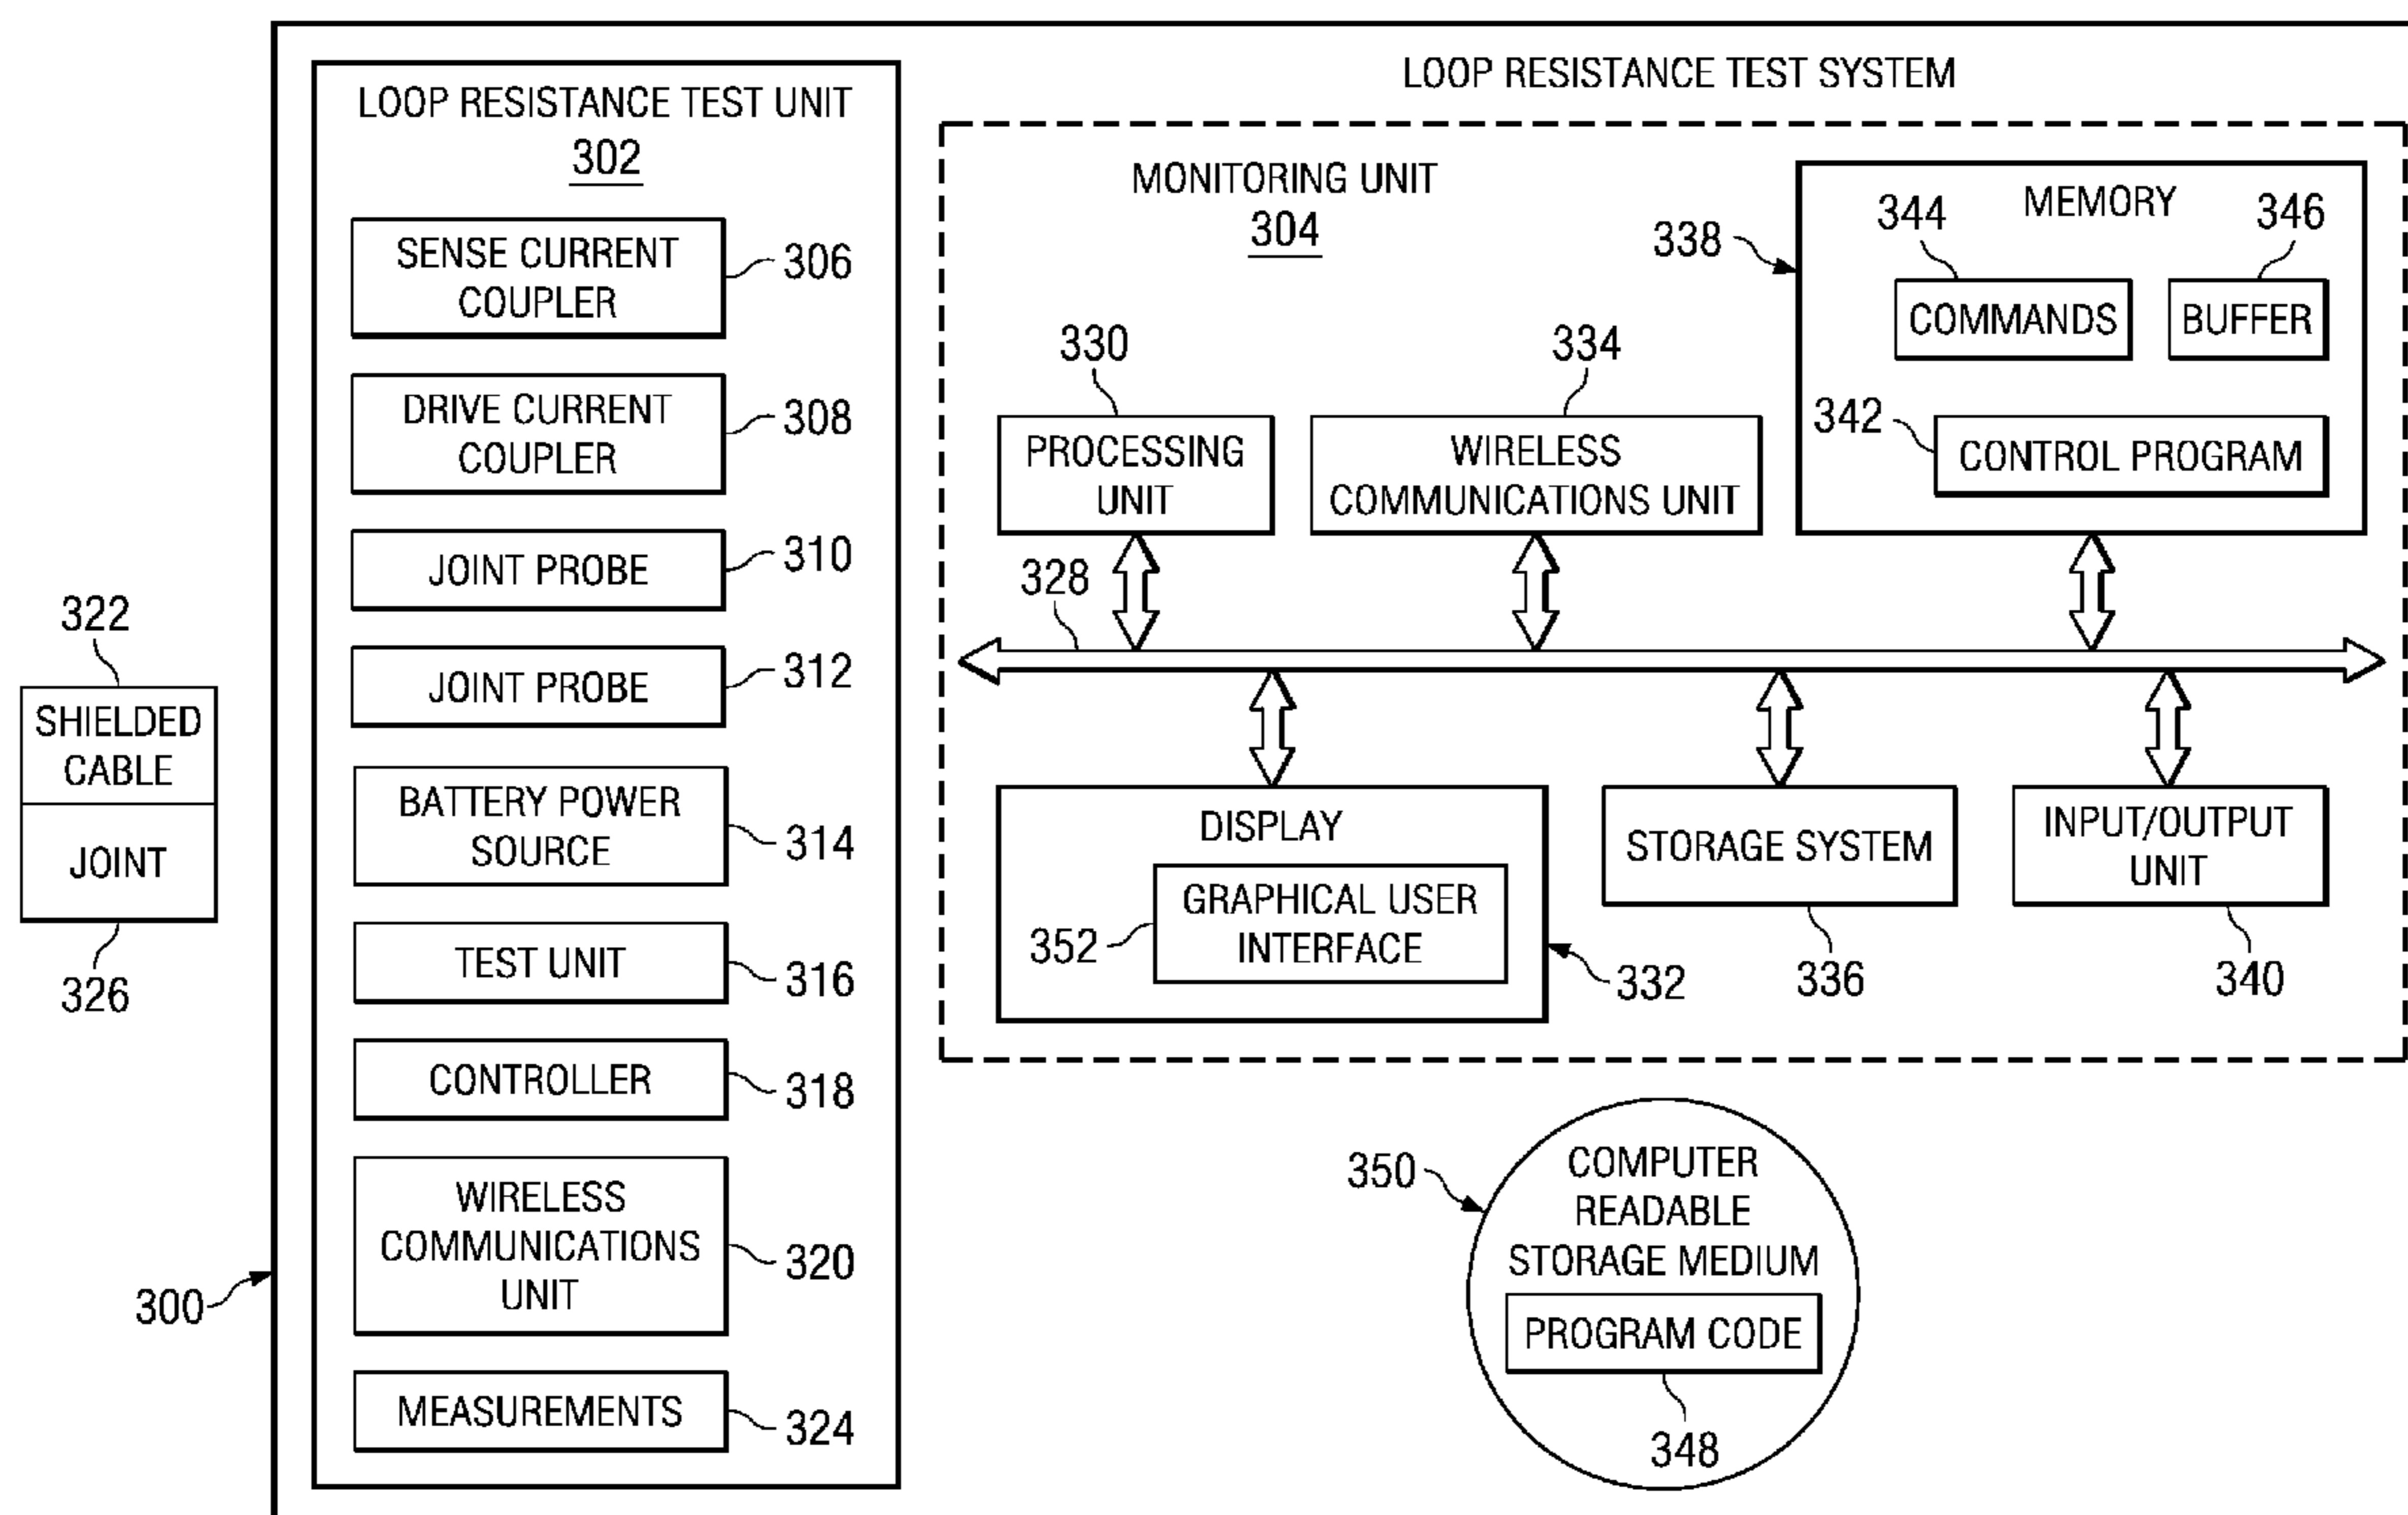 LOOP RESISTANCE TEST SYSTEM
LOOP RESISTANCE TEST UNIT
302
SENSE CURRENT
COUPLER
306
DRIVE CURRENT
COUPLER
308
JOINT PROBE
310
JOINT PROBE
312
BATTERY POWER
SOURCE
314
TEST UNIT
316
CONTROLLER
318
WIRELESS
COMMUNICATIONS
UNIT
320
MEASUREMENTS
324
322
SHIELDED
CABLE
JOINT
326
300
MONITORING UNIT
304
330
PROCESSING
UNIT
334
WIRELESS
COMMUNICATIONS UNIT
338
MEMORY
344
COMMANDS
346
BUFFER
342
CONTROL PROGRAM
328
DISPLAY
352
GRAPHICAL USER
INTERFACE
332
STORAGE SYSTEM
336
INPUT/OUTPUT
UNIT
340
350
COMPUTER
READABLE
STORAGE MEDIUM
PROGRAM CODE
348